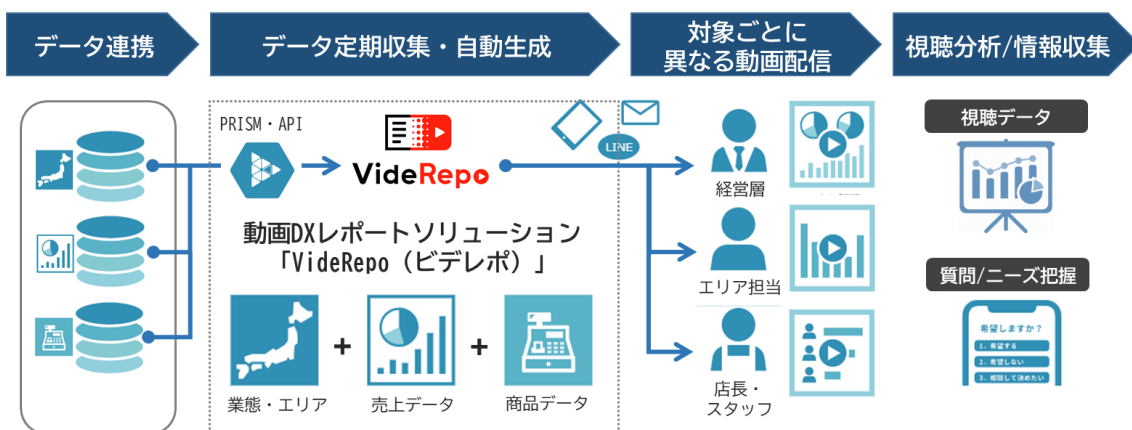 データ連携
データ定期収集・自動生成
対象ごとに
異なる動画配信
視聴分析/情報収集
PRISM・API
VideRepo
動画DXレポートソリューション
「VideRepo（ビデレポ）」
業態・エリア
+
売上データ
+
商品データ
LINE
経営層
エリア担当
店長・
スタッフ
視聴データ
質問/ニーズ把握
希望しますか？
1. 希望する
2. 希望しない
3. 相談して決めたい